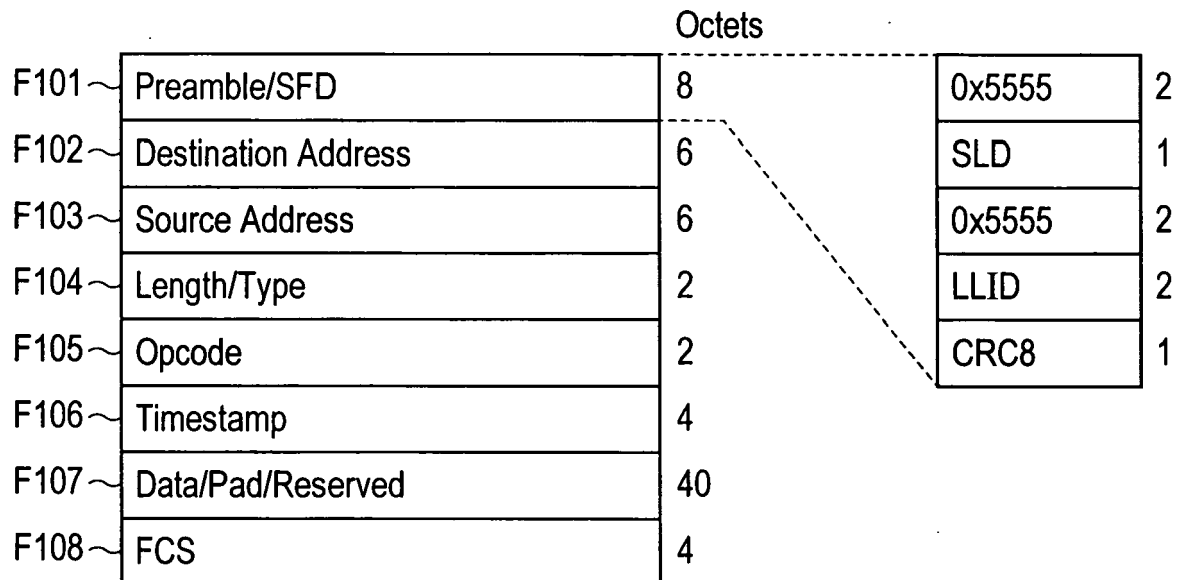 Octets
F101 Preamble/SFD 8
F102 Destination Address 6
F103 Source Address 6
F104 Length/Type 2
F105 Opcode 2
F106 Timestamp 4
F107 Data/Pad/Reserved 40
F108 FCS 4
0x5555 2
SLD 1
0x5555 2
LLID 2
CRC8 1